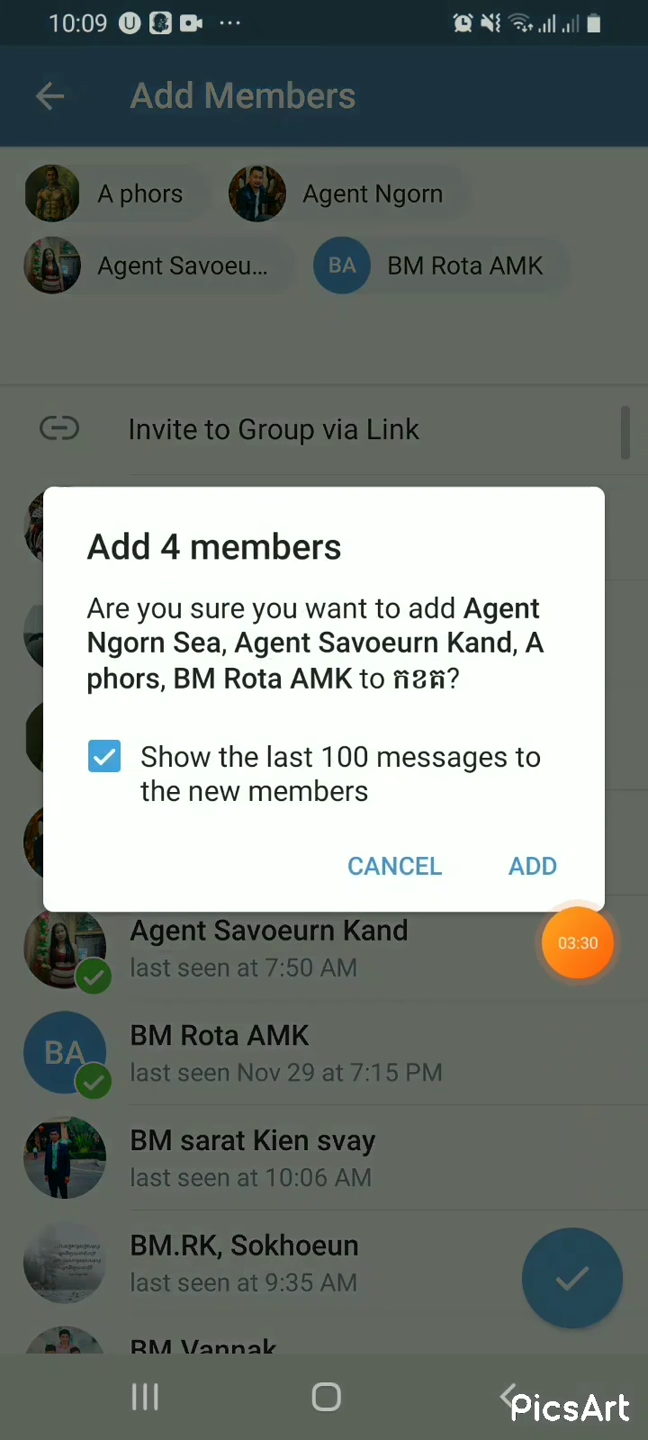 10:09
Add Members
A phors
Agent Ngorn
Agent Savoeu...
BA
BM Rota AMK
Invite to Group via Link
Add 4 members
Are you sure you want to add Agent
Ngorn Sea, Agent Savoeurn Kand, A
phors, BM Rota AMK to កខគ?
Show the last 100 messages to
the new members
CANCEL
ADD
Agent Savoeurn Kand
last seen at 7:50 AM
03:30
BA
BM Rota AMK
last seen Nov 29 at 7:15 PM
BM sarat Kien svay
last seen at 10:06 AM
BM.RK, Sokhoeun
last seen at 9:35 AM
BM Vannak
PicsArt